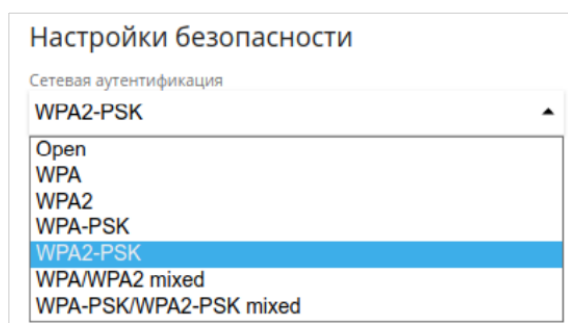 Настройки безопасности
Сетевая аутентификация
WPA2-PSK
Open
WPA
WPA2
WPA-PSK
WPA2-PSK
WPA/WPA2 mixed
WPA-PSK/WPA2-PSK mixed